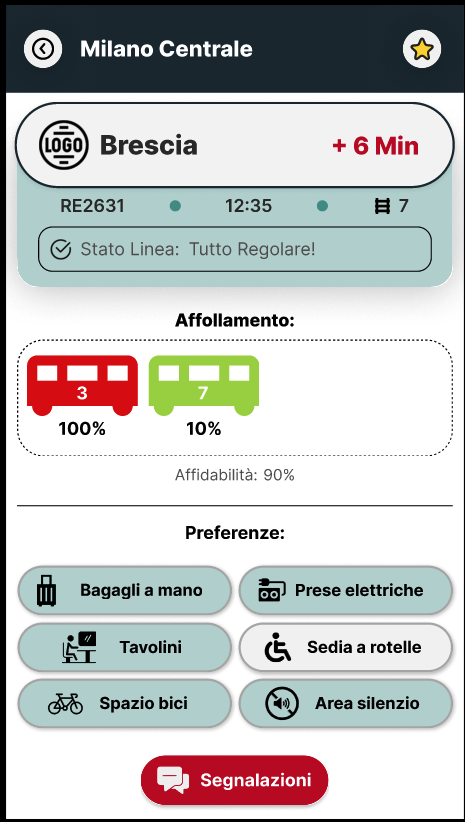 Milano Centrale
LOGO Brescia + 6 Min
RE2631 12:35 7
Stato Linea: Tutto Regolare!
Affollamento:
3 7
100% 10%
Affidabilità: 90%
Preferenze:
Bagagli a mano Prese elettriche
Tavolini Sedia a rotelle
Spazio bici Area silenzio
Segnalazioni